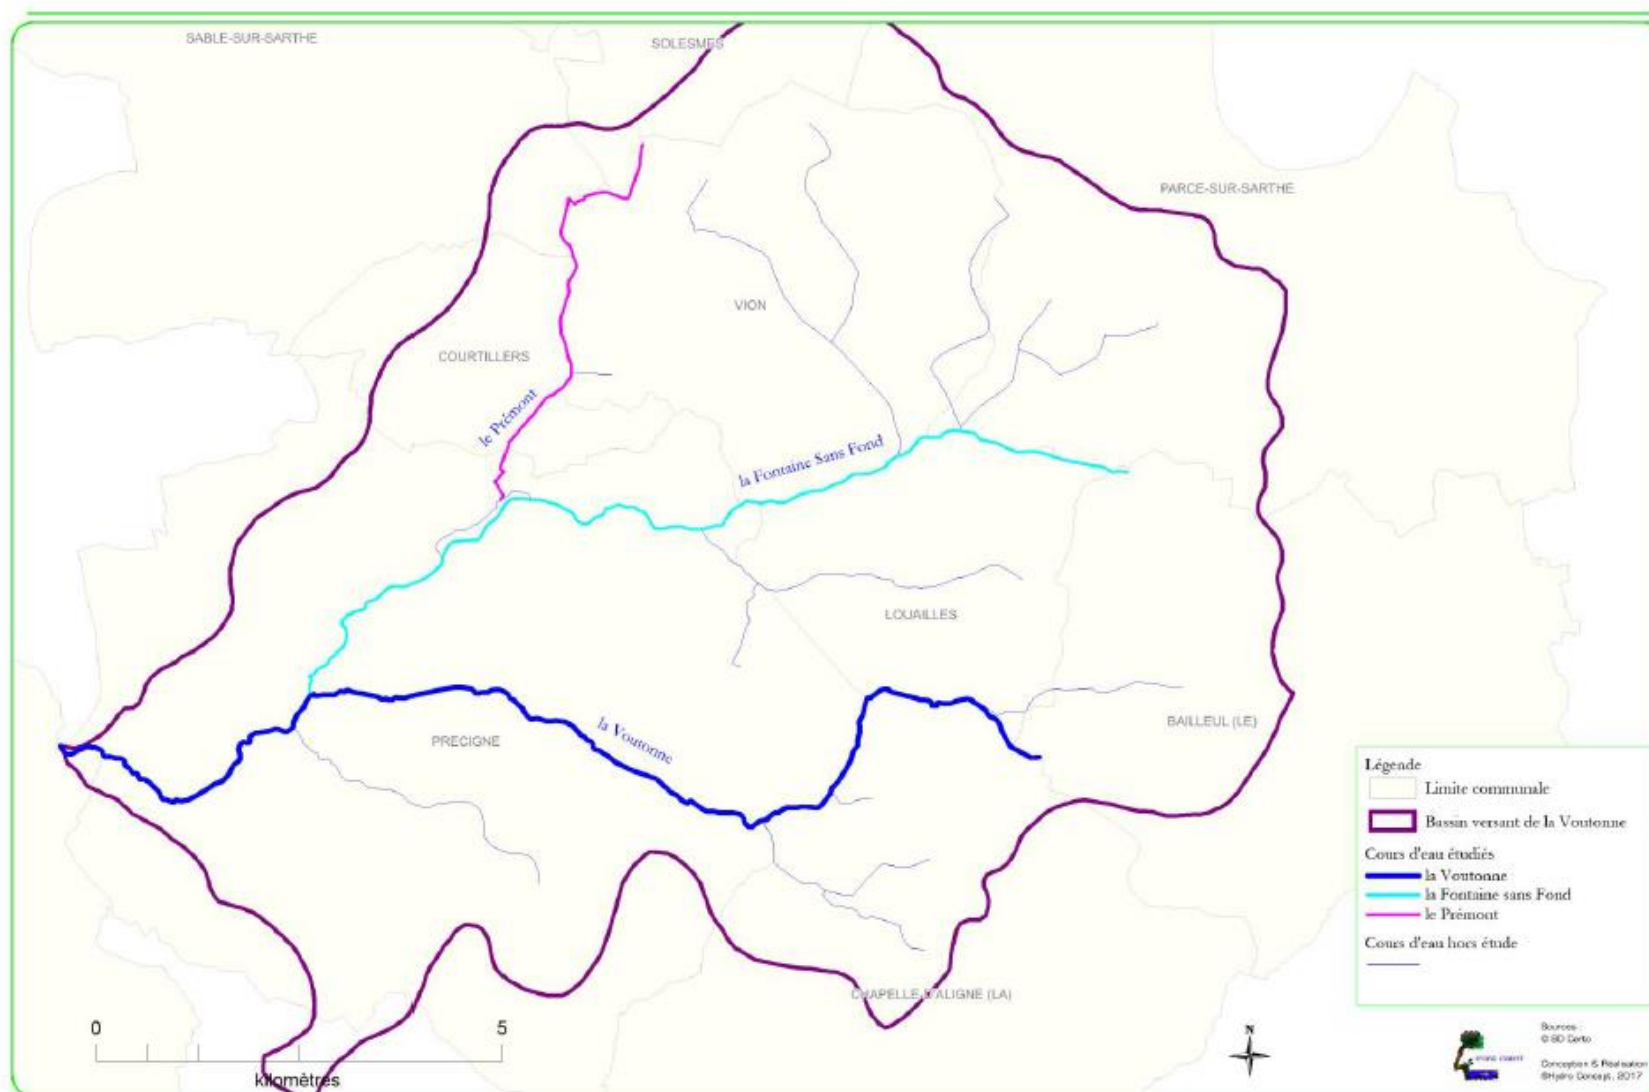 SABLE-SUR-SARTHE
SOLESMES
PARCE-SUR-SARTHE
VION
COURTILLERS
le Prémont
la Fontaine Sans Fond
LOUAILLES
BAILLEUL (LE)
PRECIGNE
la Voutonne
CHAPELLE-D'ALIGNE (LA)
0
5
kilomètres
Légende
Limite communale
Bassin versant de la Voutonne
Cours d'eau étudiés
la Voutonne
la Fontaine sans Fond
le Prémont
Cours d'eau hors étude
N
Sources :
© BD Carto
Conception & Réalisation
©Hydro Concept, 2017